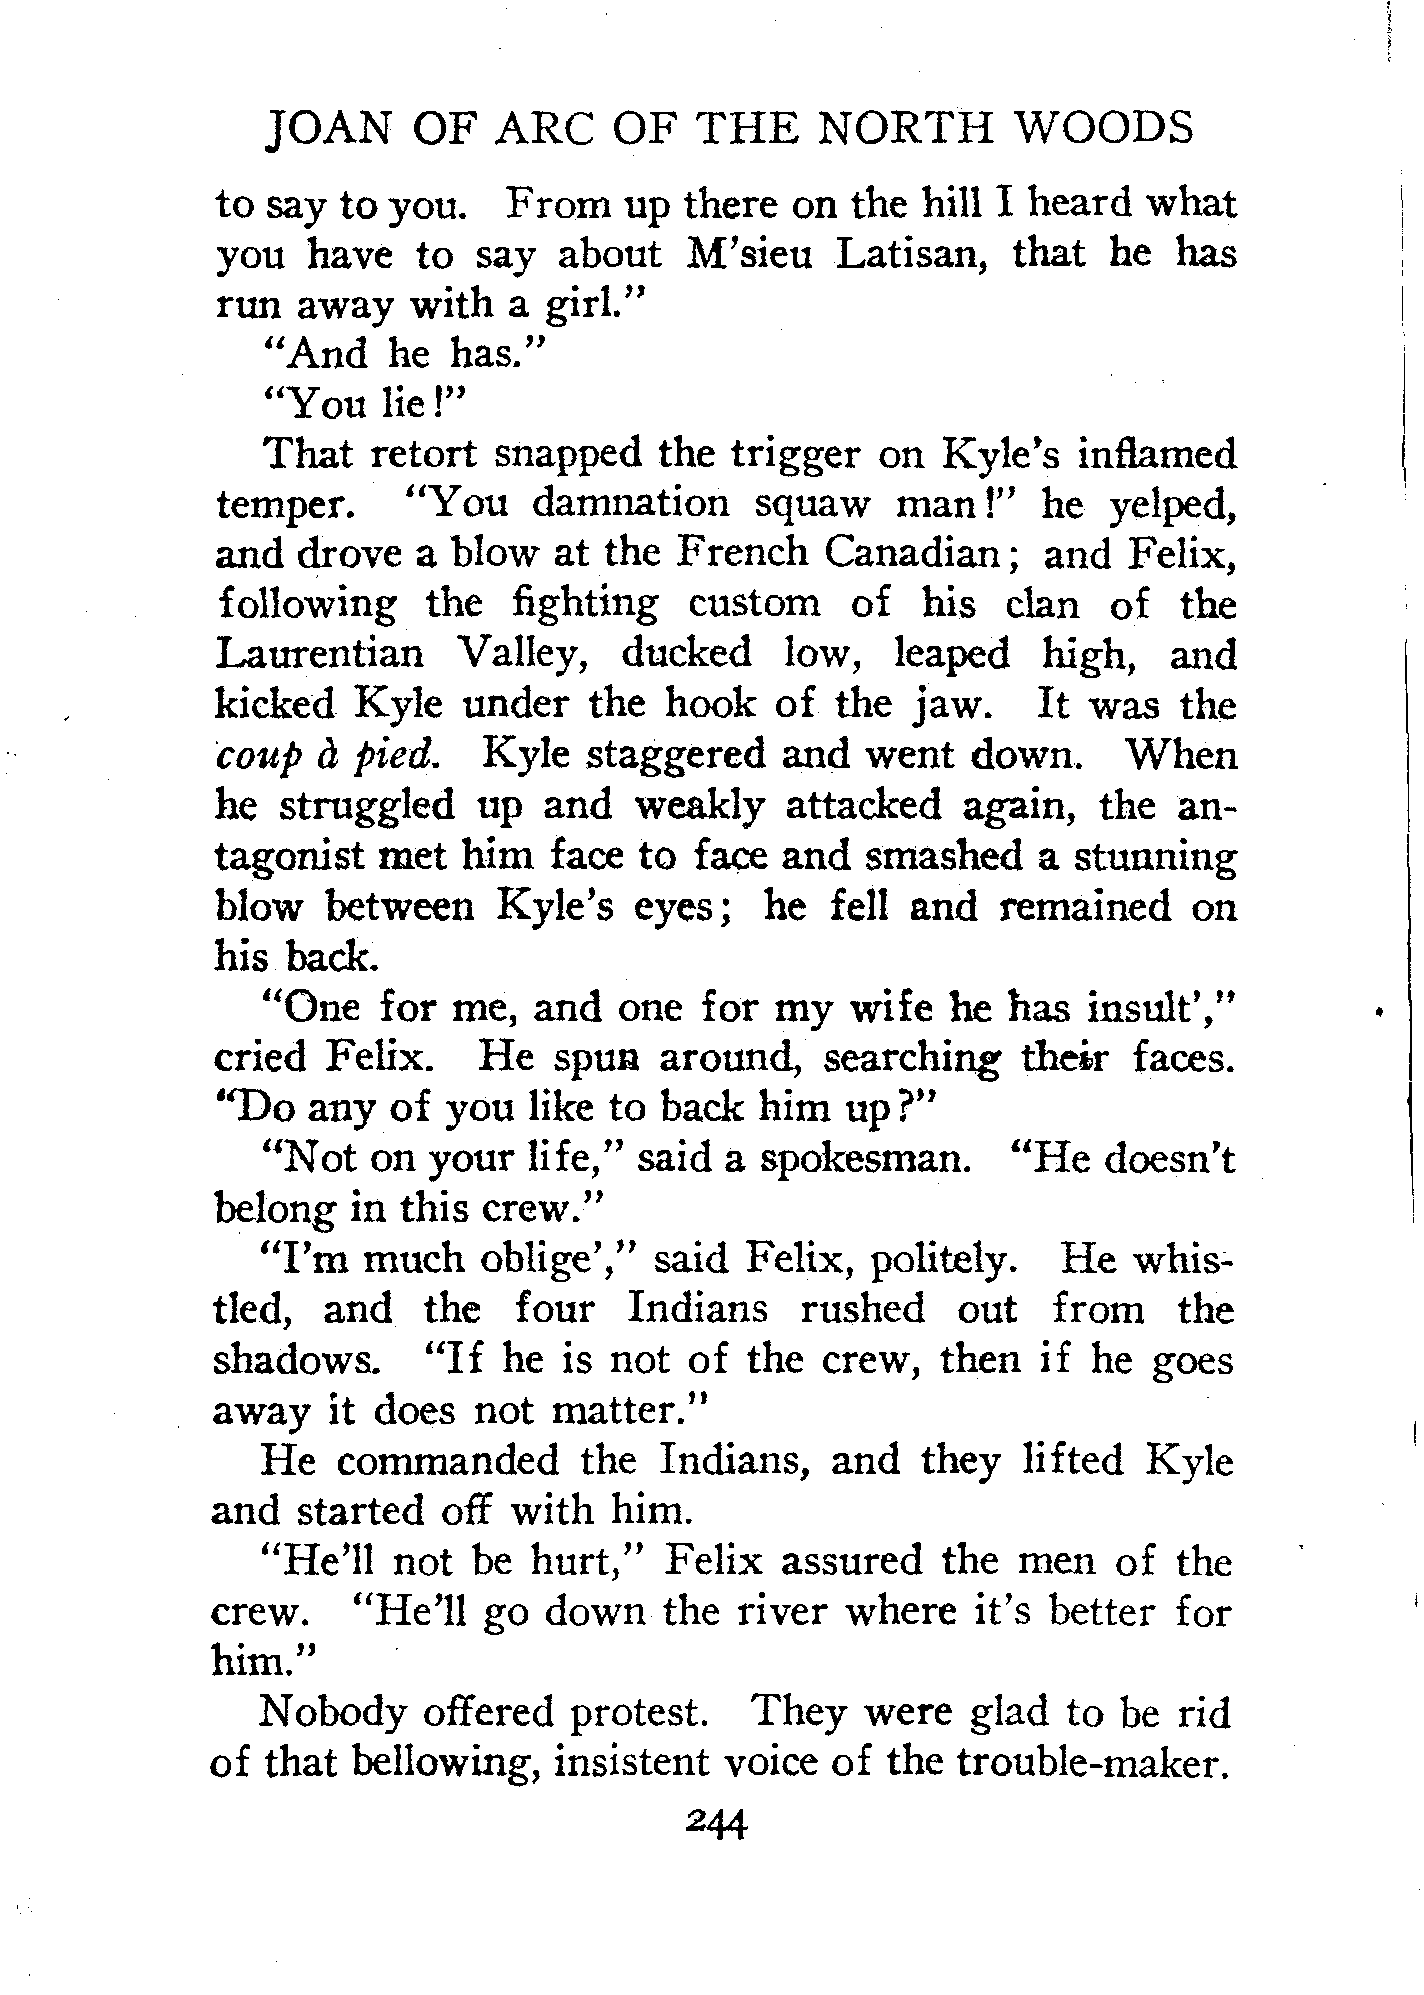 JOAN OF ARC OF THE NORTH WOODS
to say to you. From up there on the hill I heard what
you have to say about M'sieu Latisan, that he has
run away with a girl."
"And he has."
"You lie!"
That retort snapped the trigger on Kyle's inflamed
temper. "You damnation squaw man!" he yelped,
and drove a blow at the French Canadian; and Felix,
following the fighting custom of his clan of the
Laurentian Valley, ducked low, leaped high, and
kicked Kyle under the hook of the jaw. It was the
coup à pied. Kyle staggered and went down. When
he struggled up and weakly attacked again, the an-
tagonist met him face to face and smashed a stunning
blow between Kyle's eyes; he fell and remained on
his back.
"One for me, and one for my wife he has insult',"
cried Felix. He spun around, searching their faces.
"Do any of you like to back him up?"
"Not on your life," said a spokesman. "He doesn't
belong in this crew."
"I'm much oblige'," said Felix, politely. He whis-
tled, and the four Indians rushed out from the
shadows. "If he is not of the crew, then if he goes
away it does not matter."
He commanded the Indians, and they lifted Kyle
and started off with him.
"He'll not be hurt," Felix assured the men of the
crew. "He'll go down the river where it's better for
him."
Nobody offered protest. They were glad to be rid
of that bellowing, insistent voice of the trouble-maker.
244